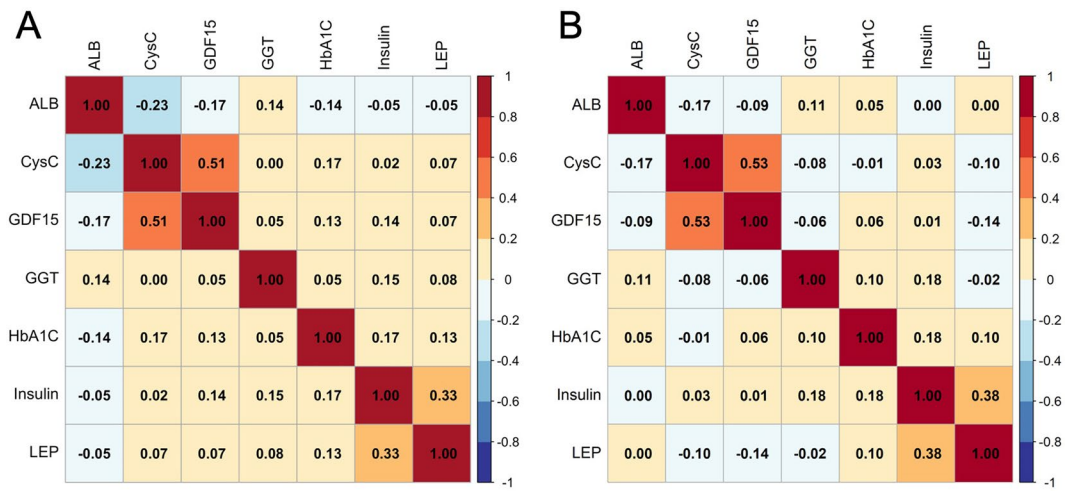 A
ALB CysC GDF15 GGT HbA1C Insulin LEP
ALB 1.00 -0.23 -0.17 0.14 -0.14 -0.05 -0.05
CysC -0.23 1.00 0.51 0.00 0.17 0.02 0.07
GDF15 -0.17 0.51 1.00 0.05 0.13 0.14 0.07
GGT 0.14 0.00 0.05 1.00 0.05 0.15 0.08
HbA1C -0.14 0.17 0.13 0.05 1.00 0.17 0.13
Insulin -0.05 0.02 0.14 0.15 0.17 1.00 0.33
LEP -0.05 0.07 0.07 0.08 0.13 0.33 1.00
1
0.8
0.6
0.4
0.2
0
-0.2
-0.4
-0.6
-0.8
-1
B
ALB CysC GDF15 GGT HbA1C Insulin LEP
ALB 1.00 -0.17 -0.09 0.11 0.05 0.00 0.00
CysC -0.17 1.00 0.53 -0.08 -0.01 0.03 -0.10
GDF15 -0.09 0.53 1.00 -0.06 0.06 0.01 -0.14
GGT 0.11 -0.08 -0.06 1.00 0.10 0.18 -0.02
HbA1C 0.05 -0.01 0.06 0.10 1.00 0.18 0.10
Insulin 0.00 0.03 0.01 0.18 0.18 1.00 0.38
LEP 0.00 -0.10 -0.14 -0.02 0.10 0.38 1.00
1
0.8
0.6
0.4
0.2
0
-0.2
-0.4
-0.6
-0.8
-1